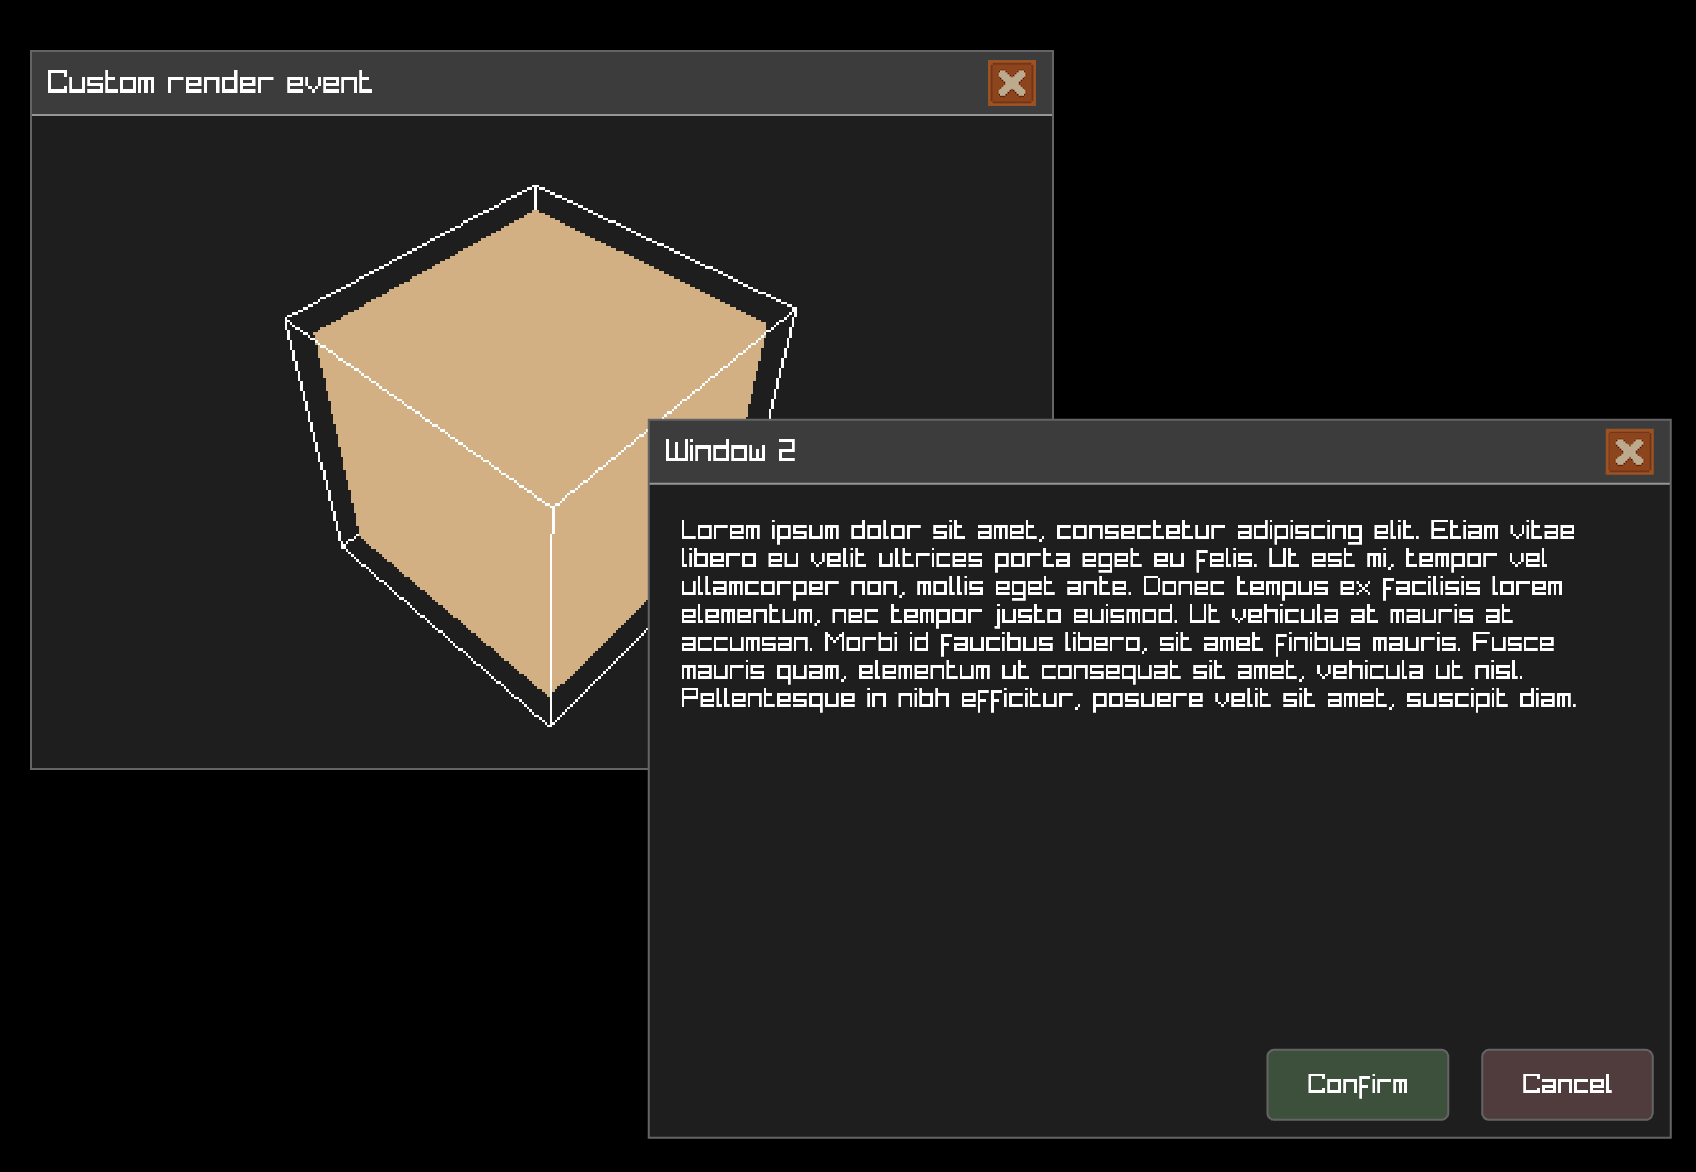 Custom render event
Window 2
Lorem ipsum dolor sit amet, consectetur adipiscing elit. Etiam vitae
libero eu velit ultrices porta eget eu felis. Ut est mi, tempor vel
ullamcorper non, mollis eget ante. Donec tempus ex facilisis lorem
elementum, nec tempor justo euismod. Ut vehicula at mauris at
accumsan. Morbi id faucibus libero, sit amet finibus mauris. Fusce
mauris quam, elementum ut consequat sit amet, vehicula ut nisl.
Pellentesque in nibh efficitur, posuere velit sit amet, suscipit diam.
Confirm
Cancel